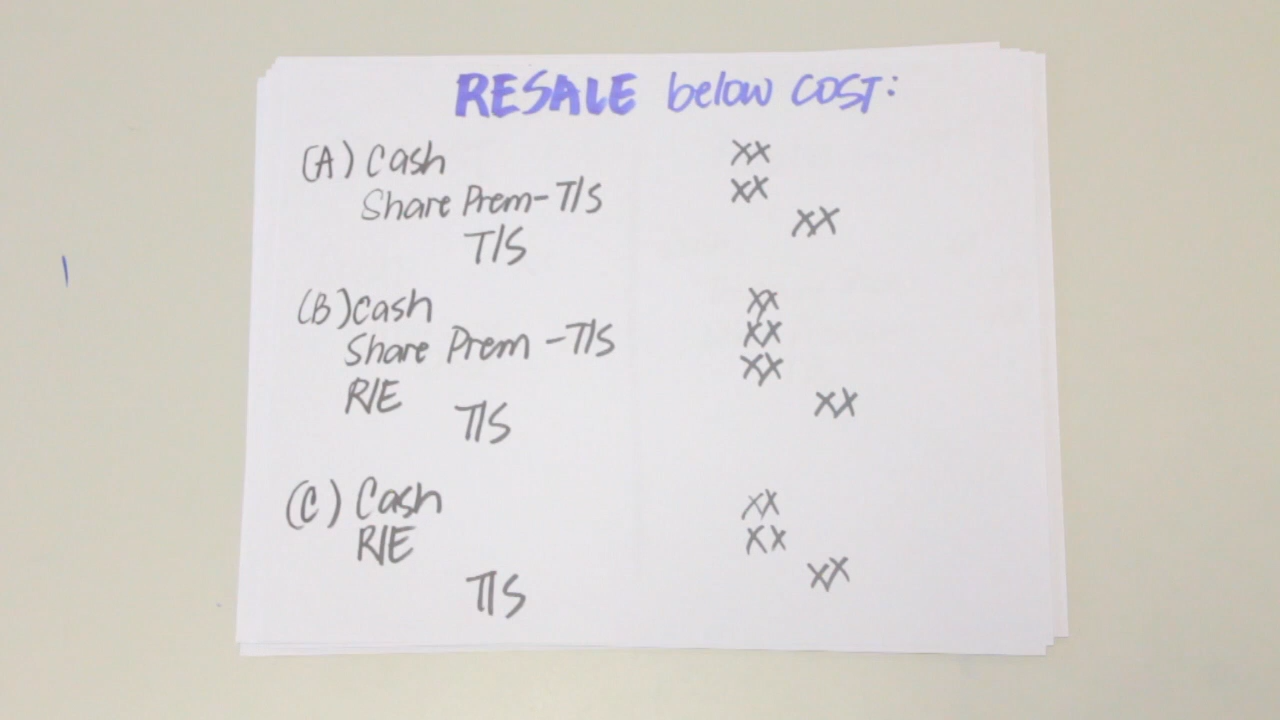 RESALE below COST:
(A) Cash XX
Share Prem-T/S XX
T/S XX
(B) Cash XX
Share Prem -T/S XX
R/E XX
T/S XX
(C) Cash XX
R/E XX
T/S XX